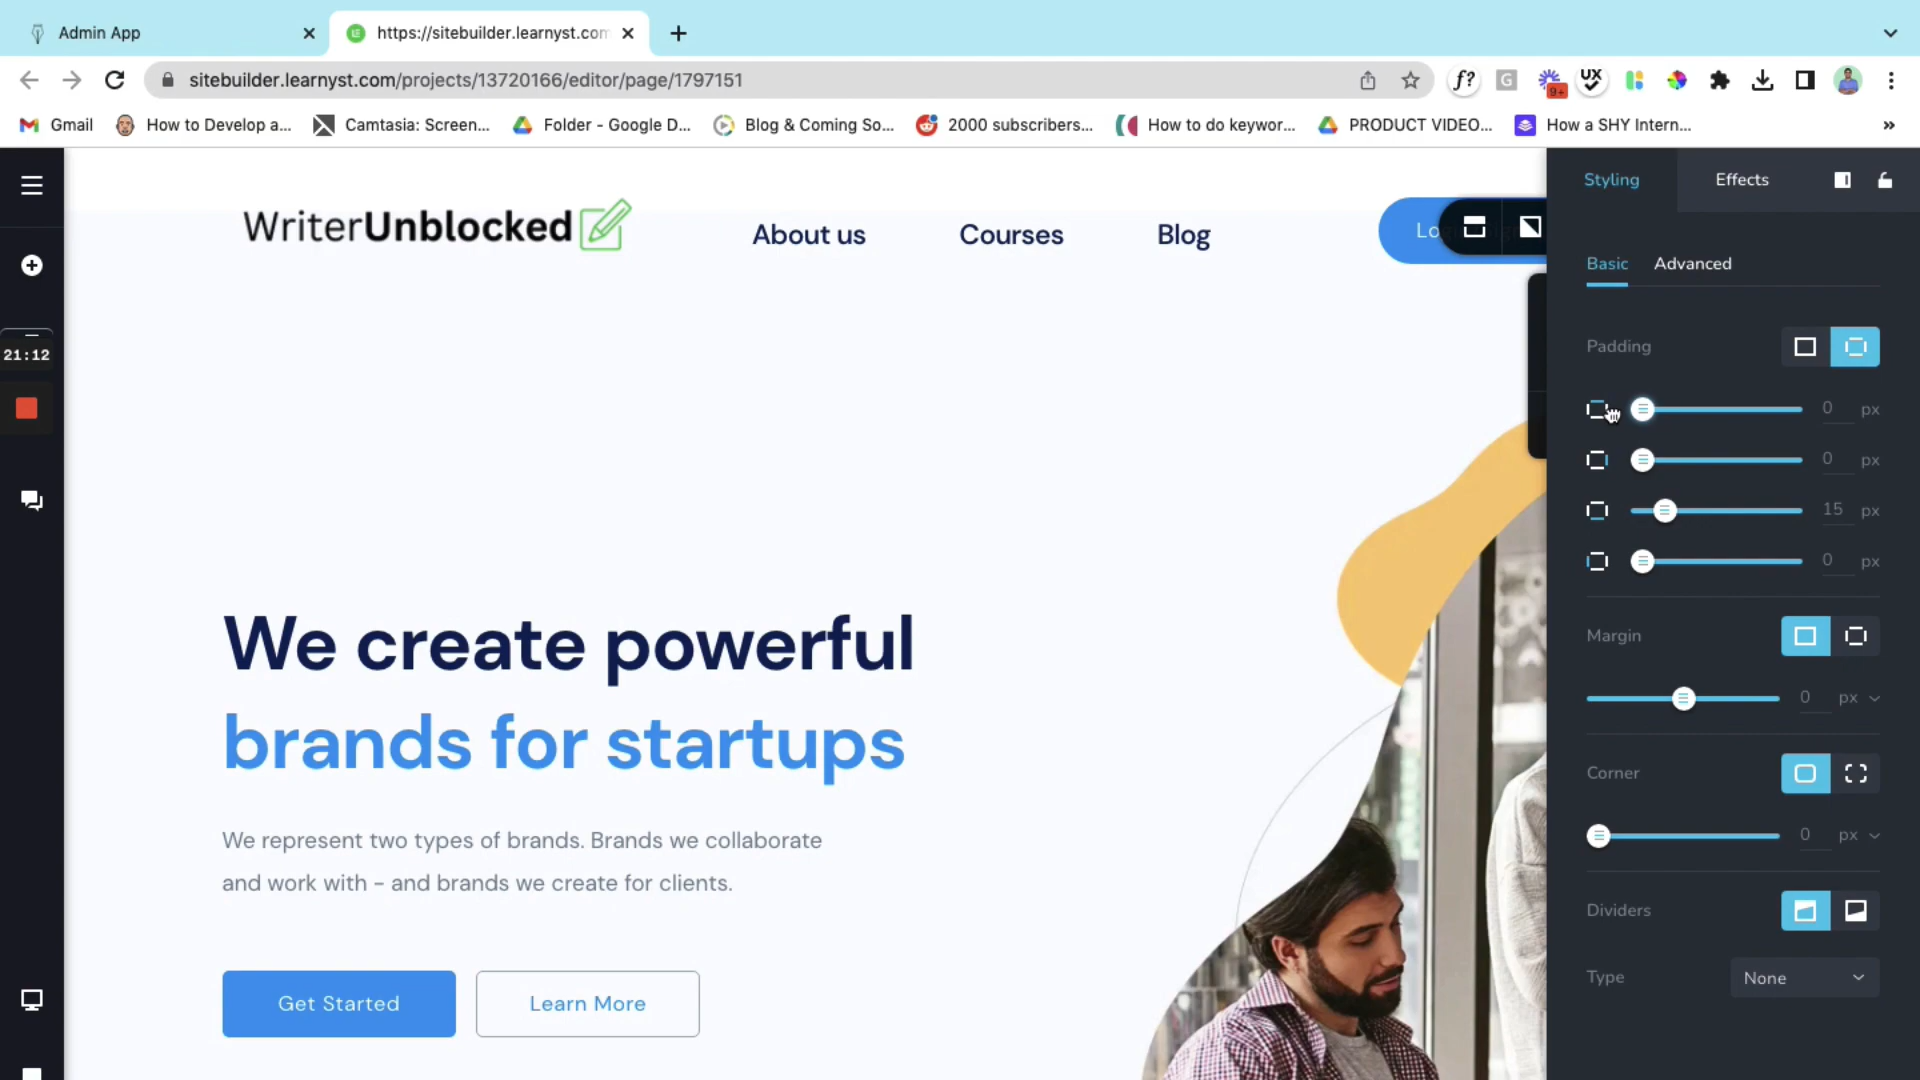 Admin App
https://sitebuilder.learnyst.com
sitebuilder.learnyst.com/projects/13720166/editor/page/1797151
f?
G
9+
UX
Gmail
How to Develop a...
Camtasia: Screen...
Folder - Google D...
Blog & Coming So...
2000 subscribers...
How to do keywor...
PRODUCT VIDEO...
How a SHY Intern...
»
21:12
WriterUnblocked
About us
Courses
Blog
Lo
We create powerful
brands for startups
We represent two types of brands. Brands we collaborate
and work with – and brands we create for clients.
Get Started
Learn More
Styling
Effects
Basic
Advanced
Padding
0 px
0 px
15 px
0 px
Margin
0 px
Corner
0 px
Dividers
Type
None